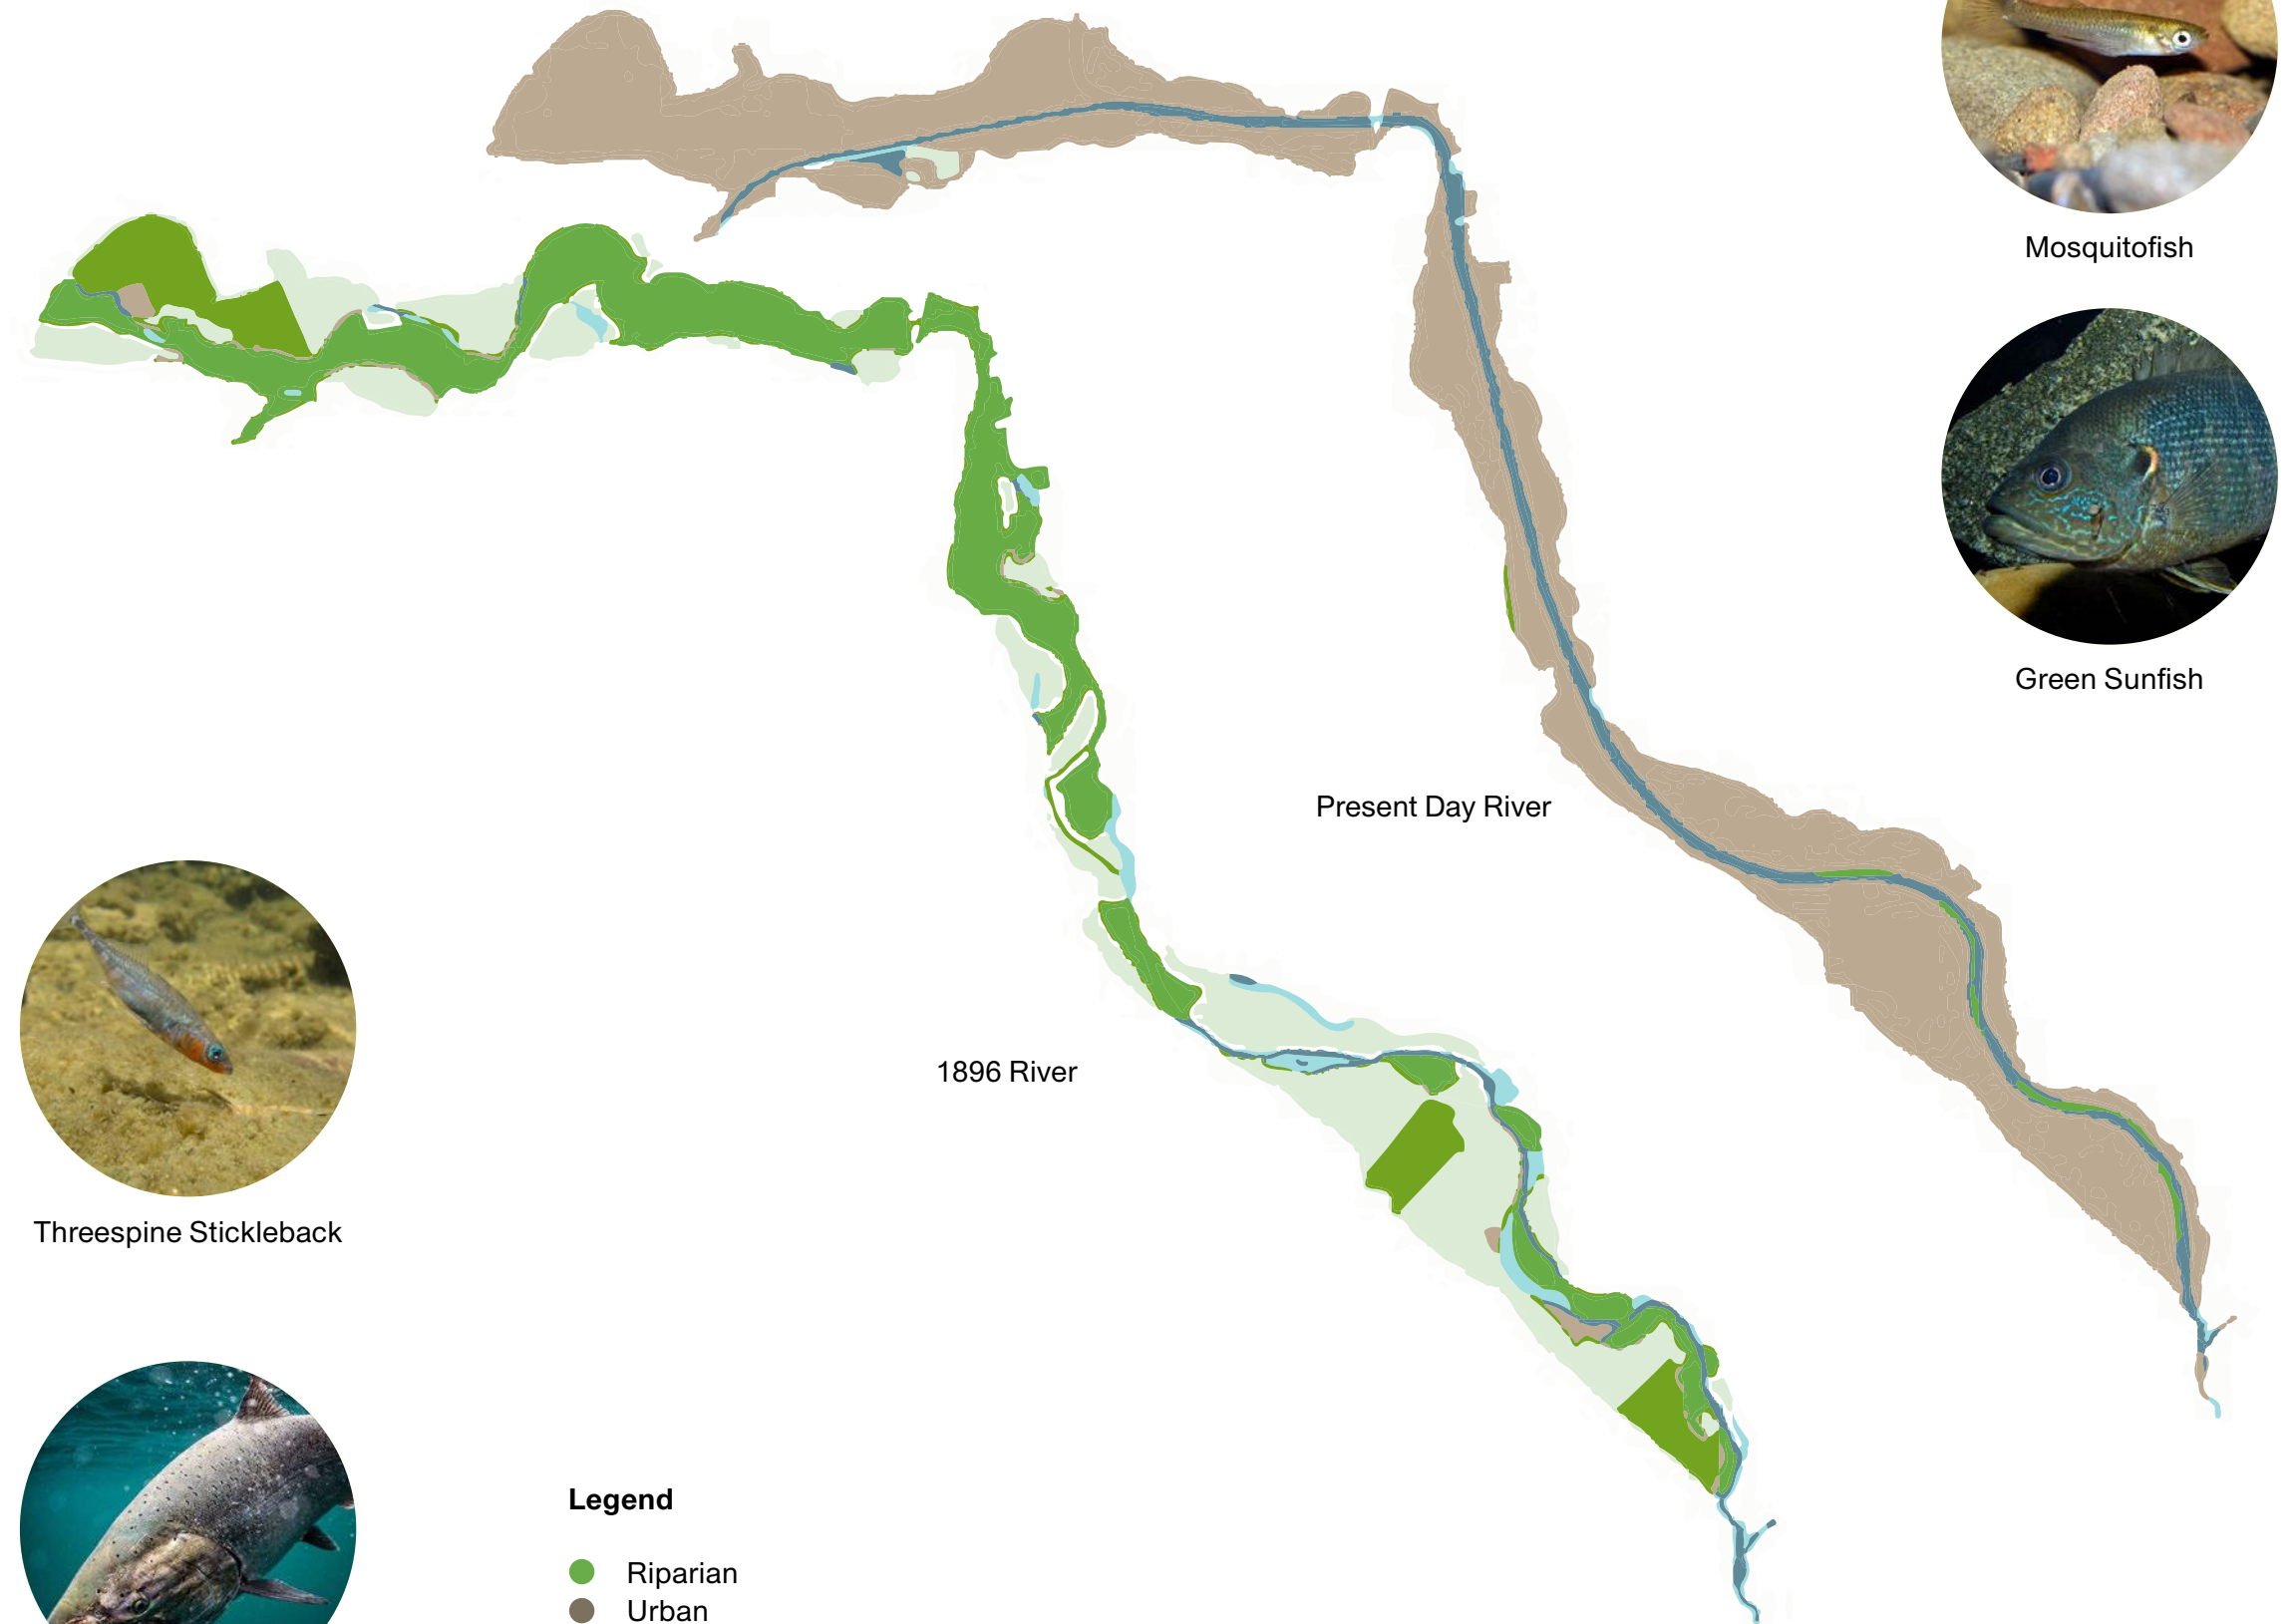 Mosquitofish
Green Sunfish
Present Day River
Threespine Stickleback
1896 River
Legend
Riparian
Urban